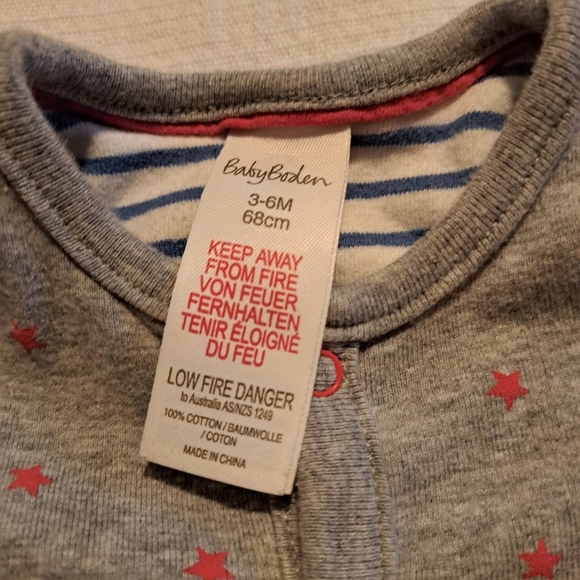 BabyBoden
3-6M
68cm
KEEP AWAY
FROM FIRE
VON FEUER
FERNHALTEN
TENIR ÉLOIGNÉ
DU FEU
LOW FIRE DANGER
to Australia AS/NZS 1249
100% COTTON / BAUMWOLLE
/ COTON
MADE IN CHINA